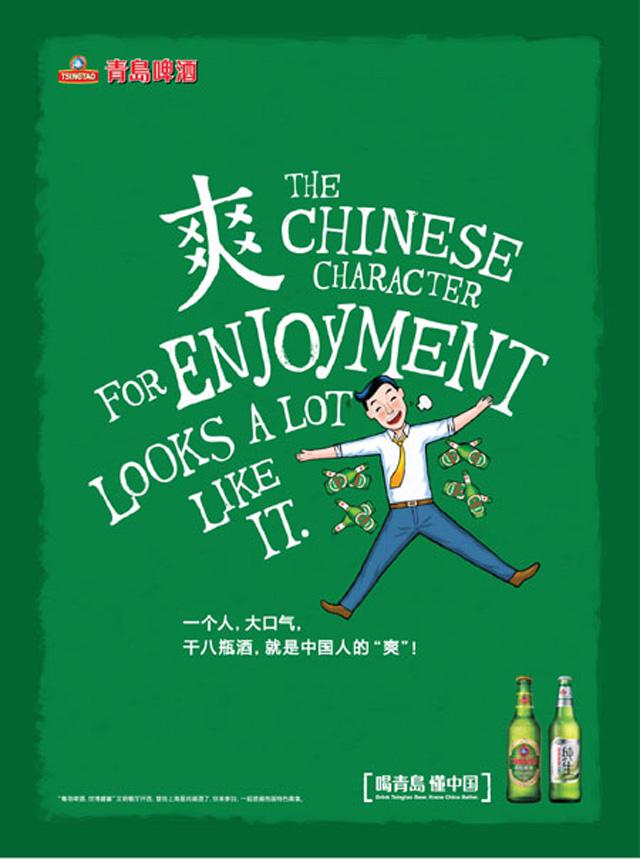 TSINGTAO 青島啤酒
爽
THE
CHINESE
CHARACTER
FOR ENJOYMENT
LOOKS A LOT
LIKE
IT.
一个人，大口气，
干八瓶酒，就是中国人的“爽”！
纯生
喝青島 懂中国
Drink Tsingtao Beer. Know China Better.